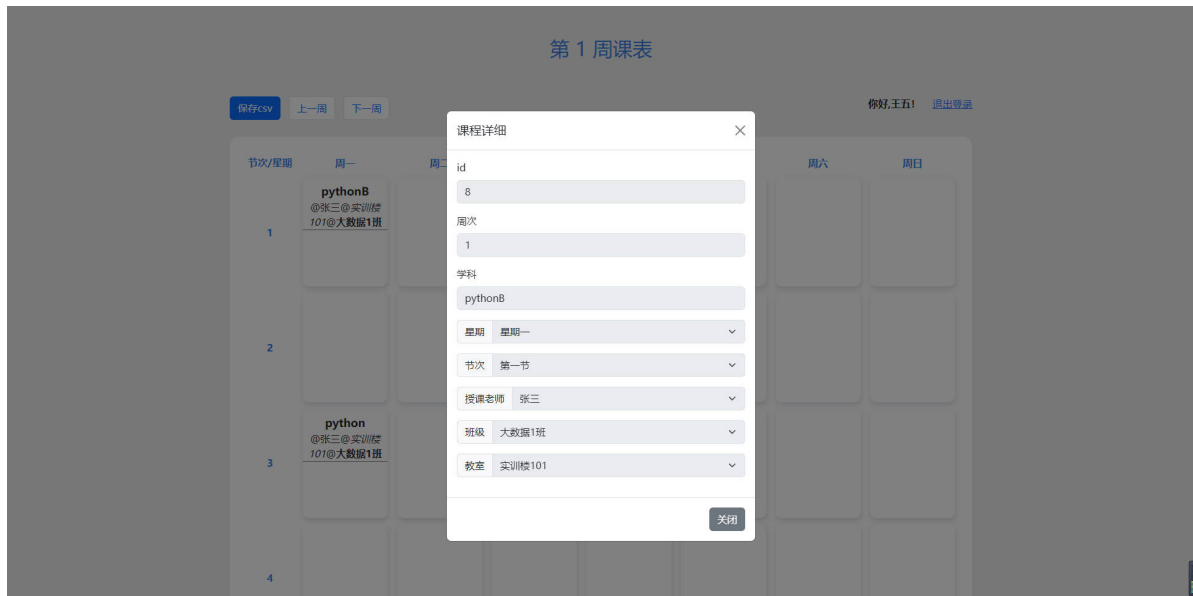 第 1 周课表
保存csv 上一周 下一周 你好,王五! 退出登录
节次/星期 周一 周二 周六 周日
1
pythonB
@张三@实训楼
101@大数据1班
2
3
python
@张三@实训楼
101@大数据1班
4
课程详细
id
8
周次
1
学科
pythonB
星期 星期一
节次 第一节
授课老师 张三
班级 大数据1班
教室 实训楼101
关闭